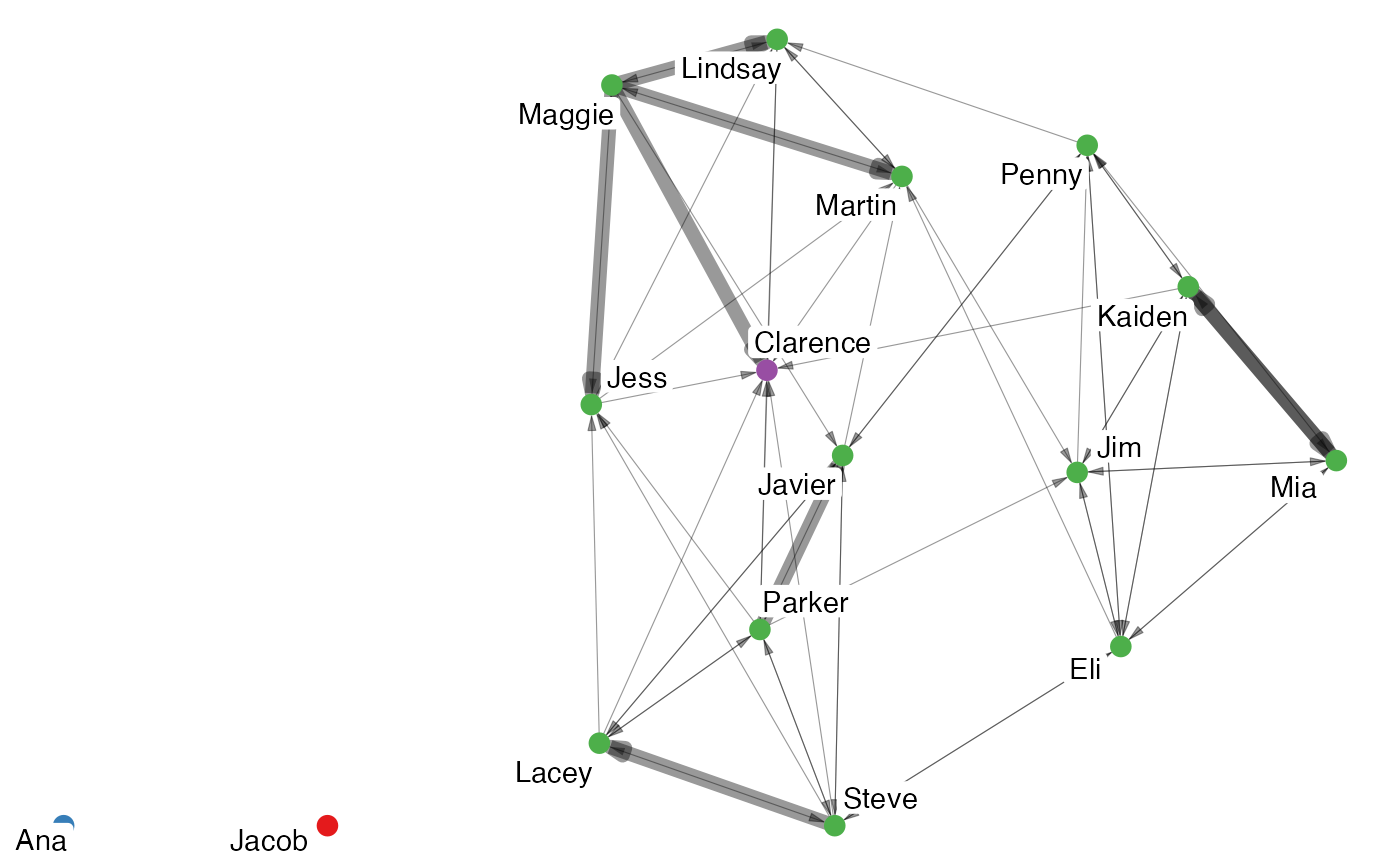 Lindsay
Maggie
Penny
Martin
Kaiden
Clarence
Jess
Jim
Javier
Mia
Parker
Eli
Lacey
Steve
Ana
Jacob